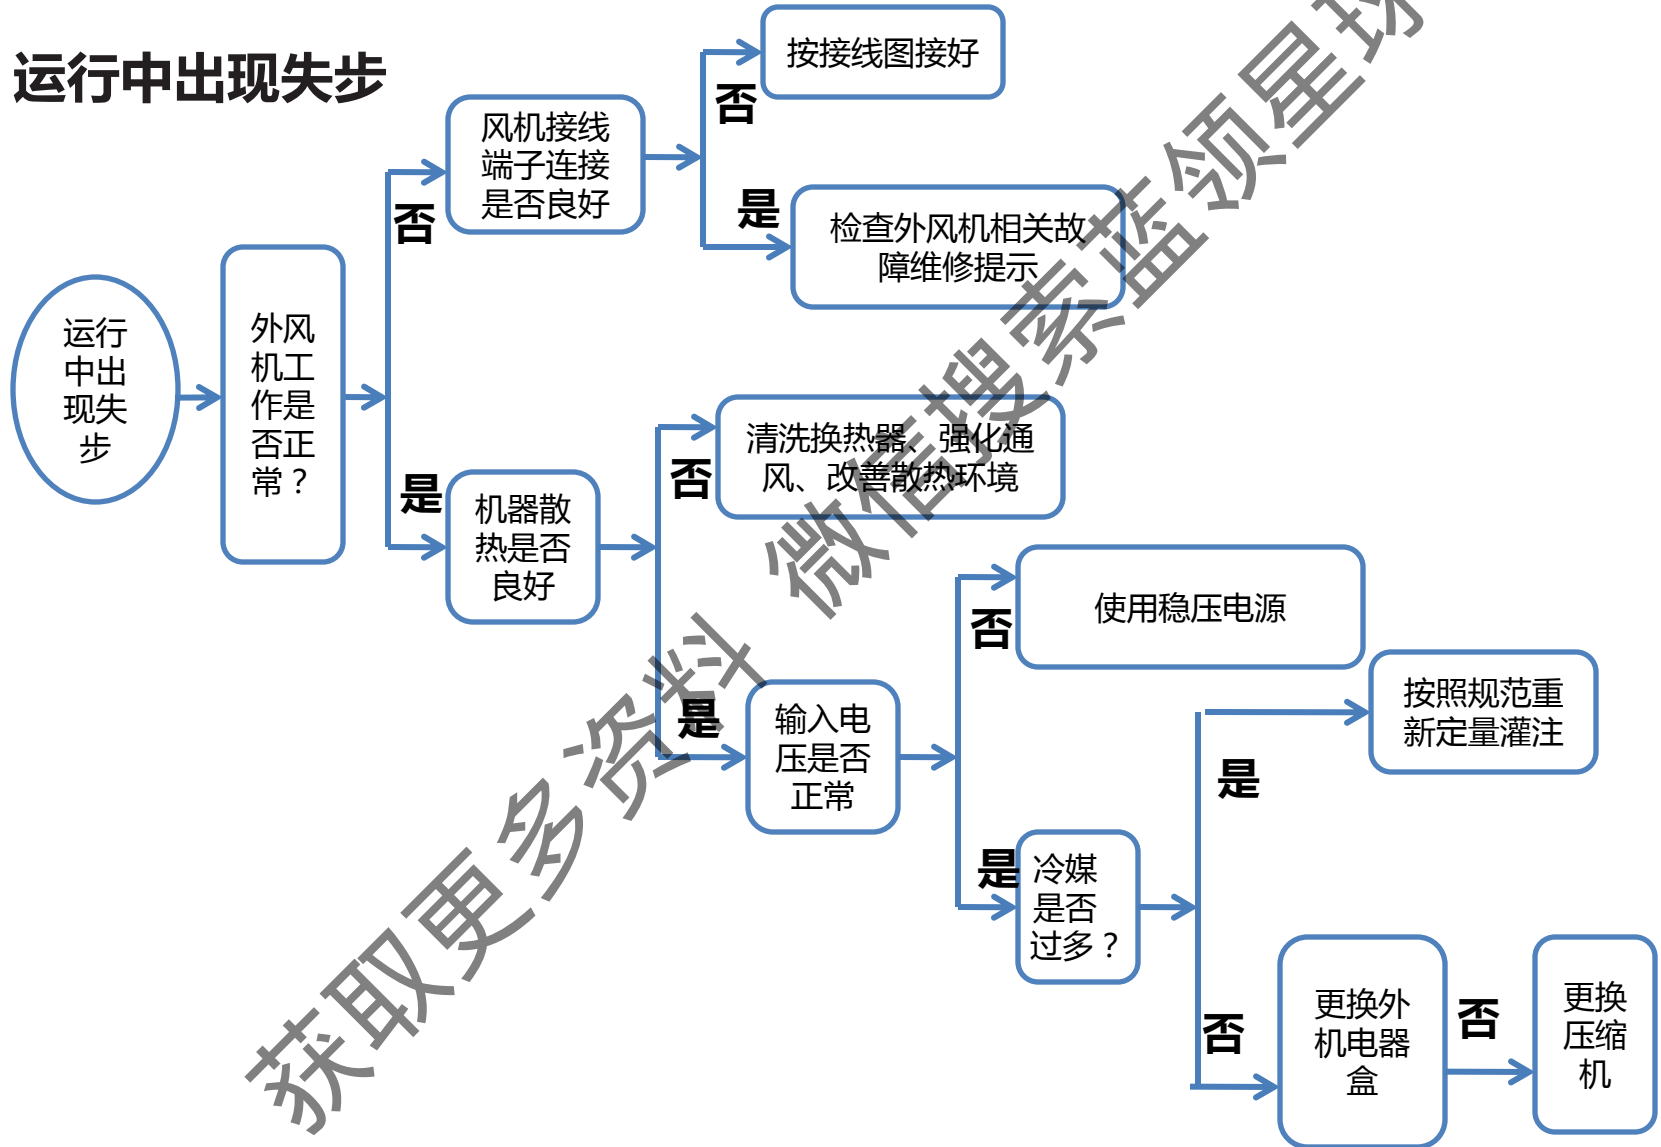 运行中出现失步
运行
中出
现失
步
外风
机工
作是
否正
常？
否
风机接线
端子连接
是否良好
否
按接线图接好
是
检查外风机相关故
障维修提示
是
机器散
热是否
良好
否
清洗换热器、强化通
风、改善散热环境
是
输入电
压是否
正常
否
使用稳压电源
是
冷媒
是否
过多？
是
按照规范重
新定量灌注
否
更换外
机电器
盒
否
更换
压缩
机
获取更多资料 微信搜索蓝领星球